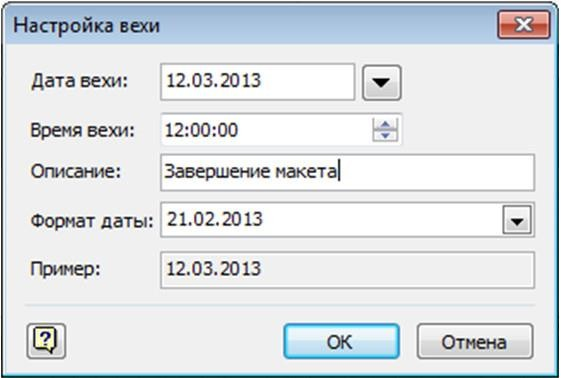 Настройка вехи
Дата вехи: 12.03.2013
Время вехи: 12:00:00
Описание: Завершение макета
Формат даты: 21.02.2013
Пример: 12.03.2013
? OK Отмена